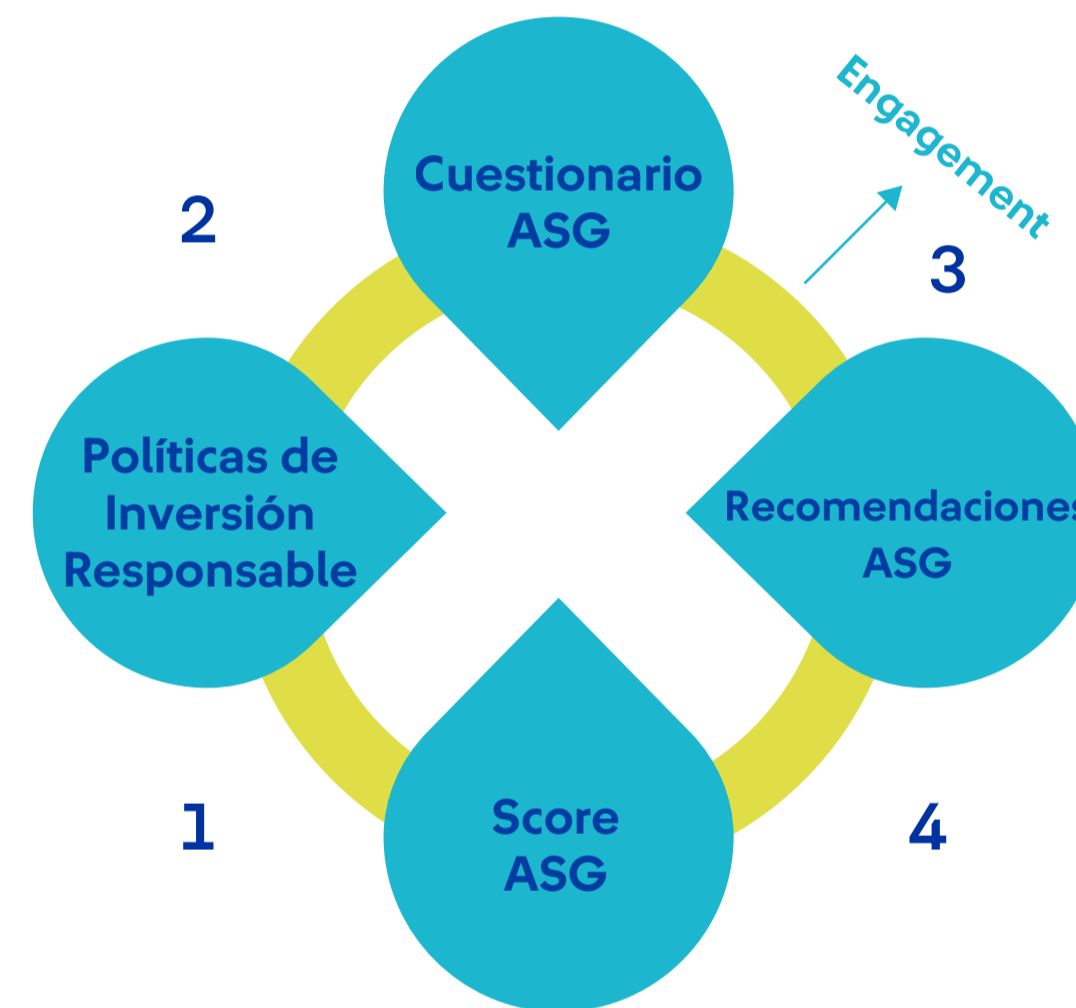 Engagement
Cuestionario
ASG
2
3
Políticas de
Inversión
Responsable
Recomendaciones
ASG
1
Score
ASG
4